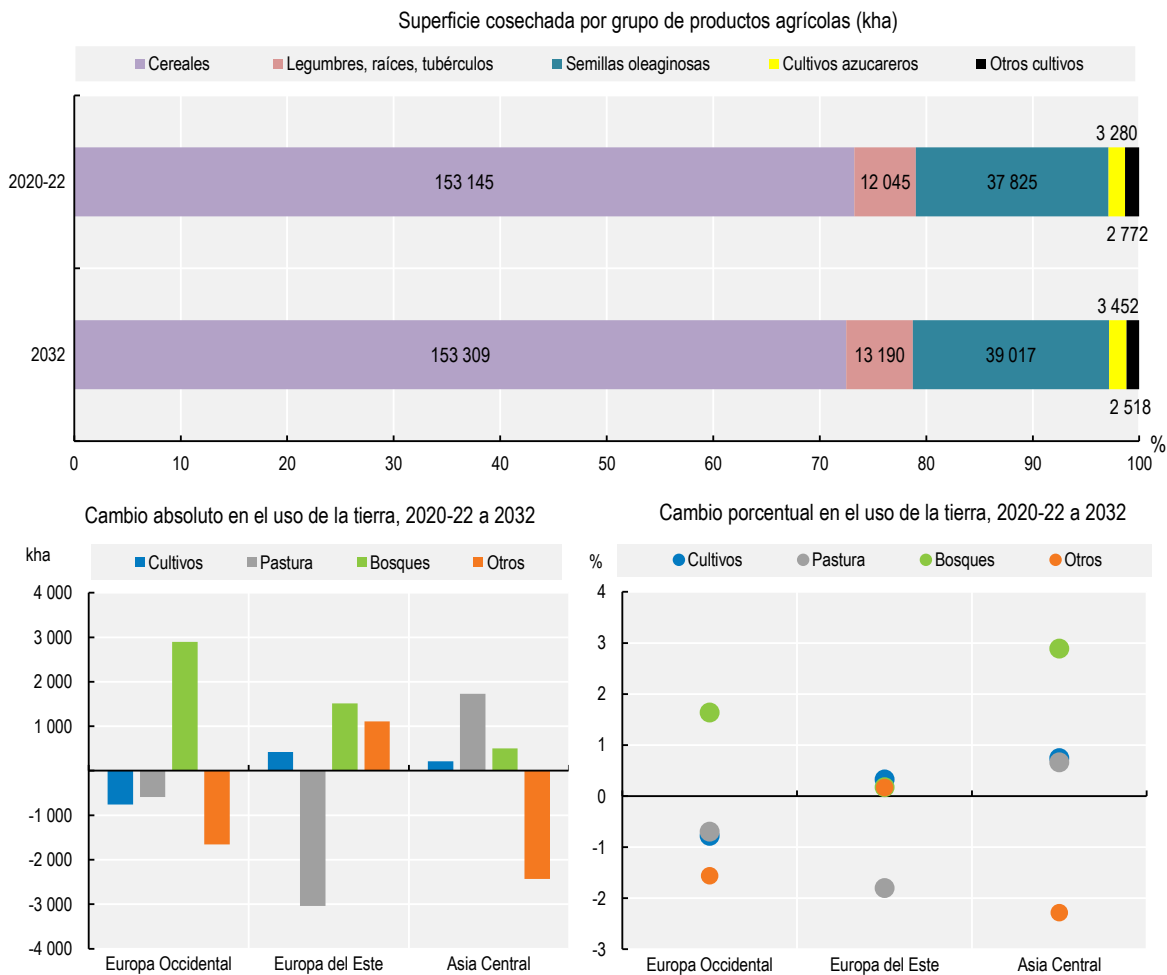 Superficie cosechada por grupo de productos agrícolas (kha)
Cereales Legumbres, raíces, tubérculos Semillas oleaginosas Cultivos azucareros Otros cultivos
3 280
2020-22 153 145 12 045 37 825
2 772
3 452
2032 153 309 13 190 39 017
2 518
0 10 20 30 40 50 60 70 80 90 100 %
Cambio absoluto en el uso de la tierra, 2020-22 a 2032
kha
Cultivos Pastura Bosques Otros
4 000
3 000
2 000
1 000
-1 000
-2 000
-3 000
-4 000
Europa Occidental Europa del Este Asia Central
Cambio porcentual en el uso de la tierra, 2020-22 a 2032
%
Cultivos Pastura Bosques Otros
4
3
2
1
0
-1
-2
-3
Europa Occidental Europa del Este Asia Central